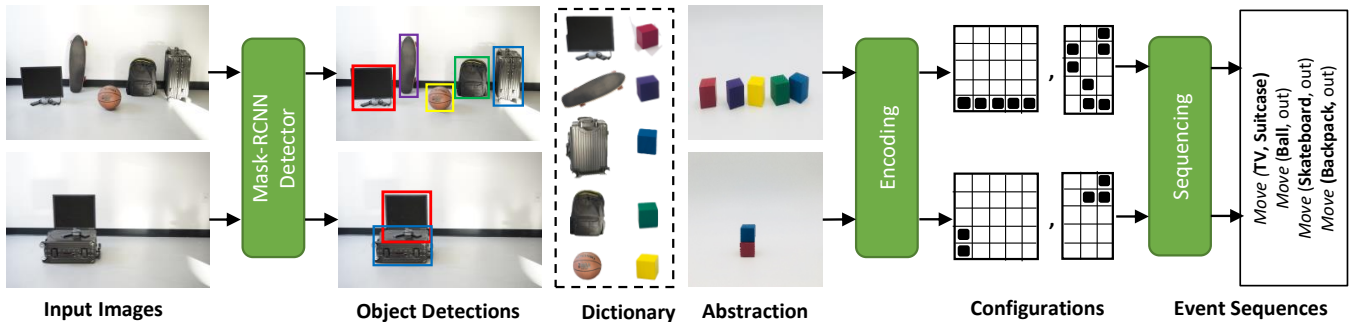 Mask-RCNN
Detector
Encoding
,
,
Sequencing
Move (TV, Suitcase)
Move (Ball, out)
Move (Skateboard, out)
Move (Backpack, out)
Input Images
Object Detections
Dictionary
Abstraction
Configurations
Event Sequences